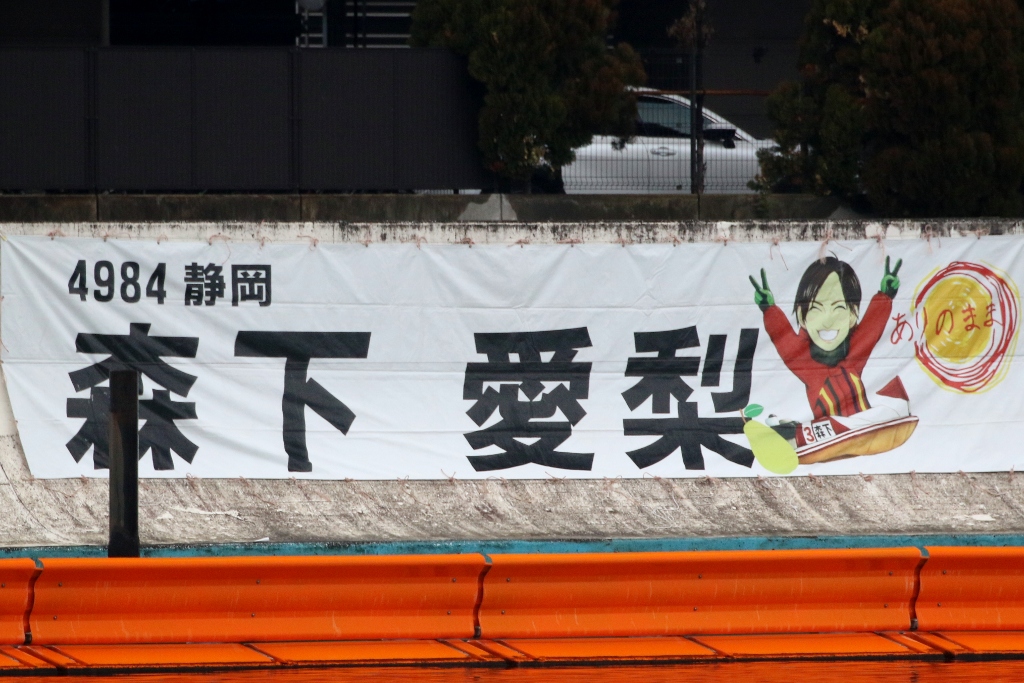 4984 静岡
森下 愛梨
ありのまま
3 森下